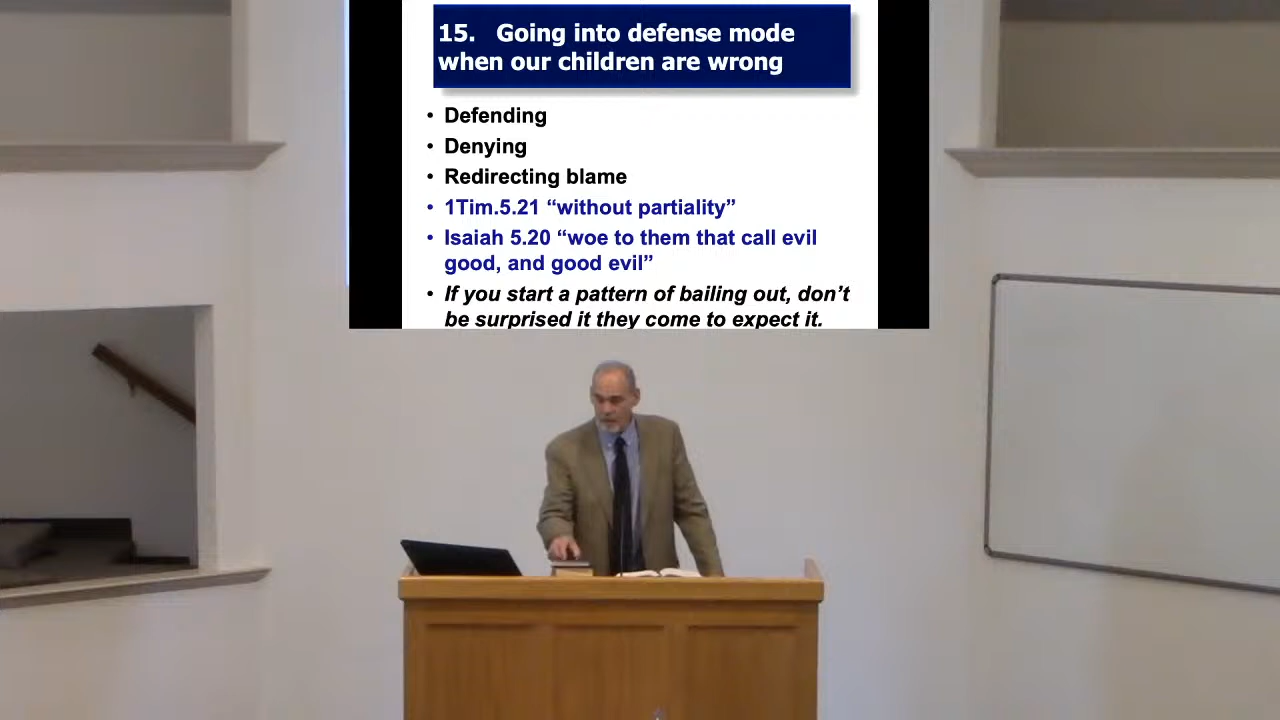 15. Going into defense mode
when our children are wrong
• Defending
• Denying
• Redirecting blame
• 1Tim.5.21 “without partiality”
• Isaiah 5.20 “woe to them that call evil
good, and good evil”
• If you start a pattern of bailing out, don’t
be surprised it they come to expect it.